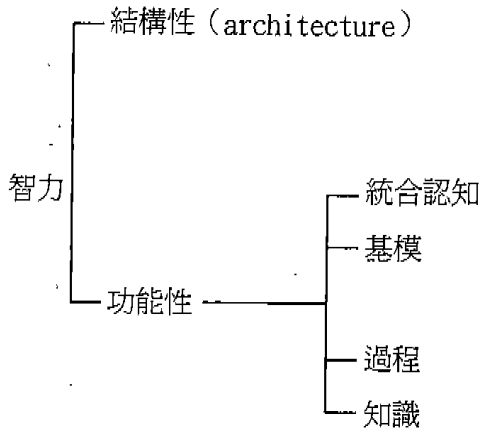 結構性（architecture）
智力
統合認知
基模
功能性
過程
知識